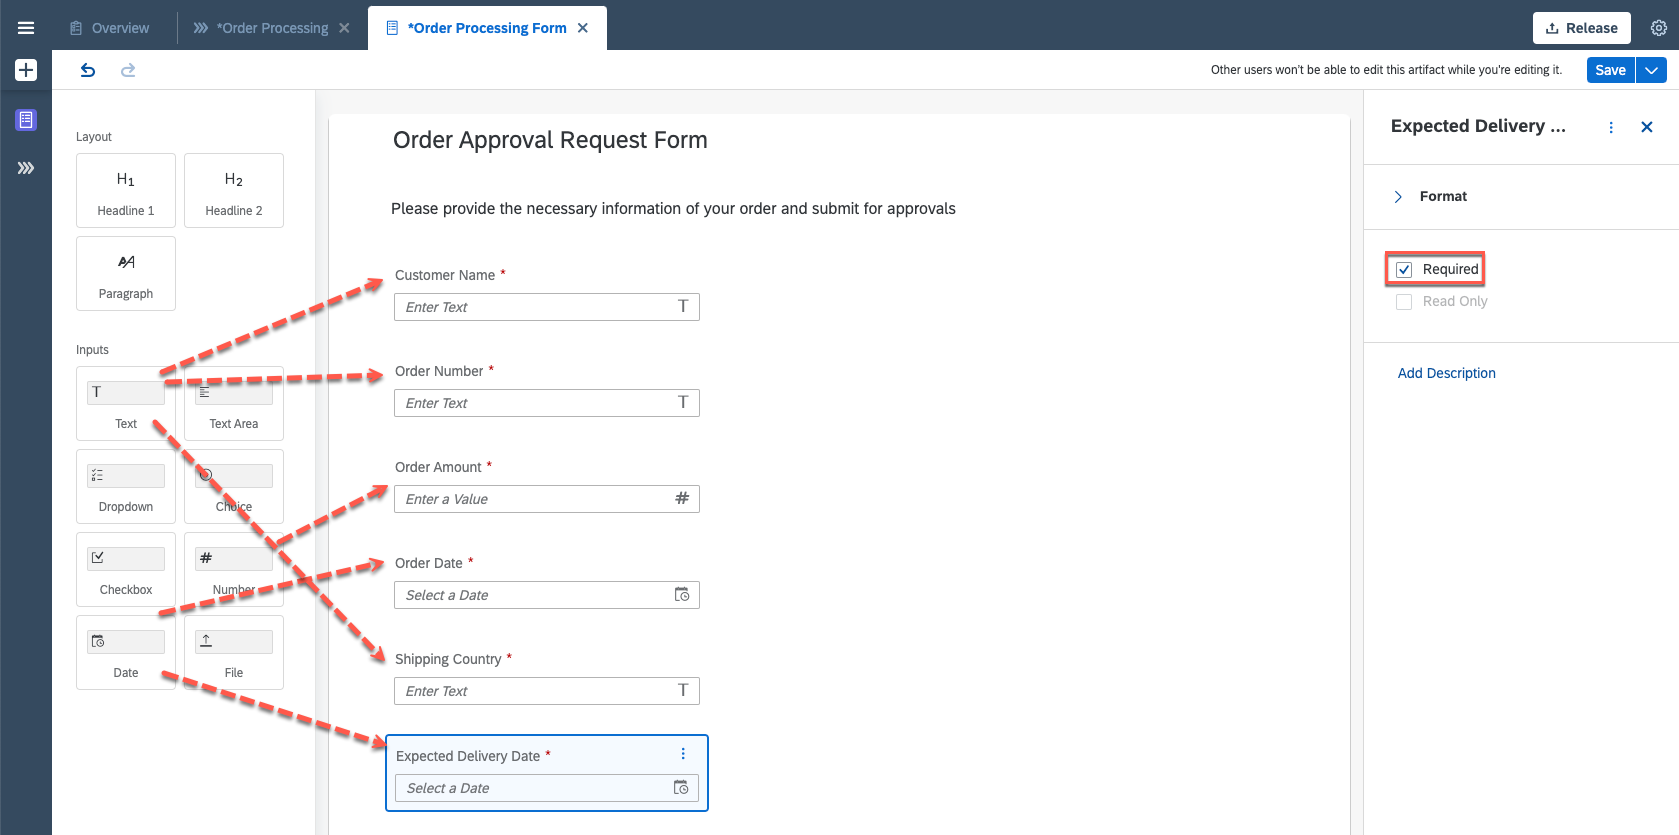 Overview
*Order Processing
*Order Processing Form
Release
Other users won't be able to edit this artifact while you're editing it.
Save
Layout
H1
Headline 1
H2
Headline 2
AA
Paragraph
Inputs
T
Text
Text Area
Dropdown
Choice
Checkbox
#
Number
Date
File
Order Approval Request Form
Please provide the necessary information of your order and submit for approvals
Customer Name *
Enter Text T
Order Number *
Enter Text T
Order Amount *
Enter a Value #
Order Date *
Select a Date
Shipping Country *
Enter Text T
Expected Delivery Date *
Select a Date
Expected Delivery ...
Format
Required
Read Only
Add Description